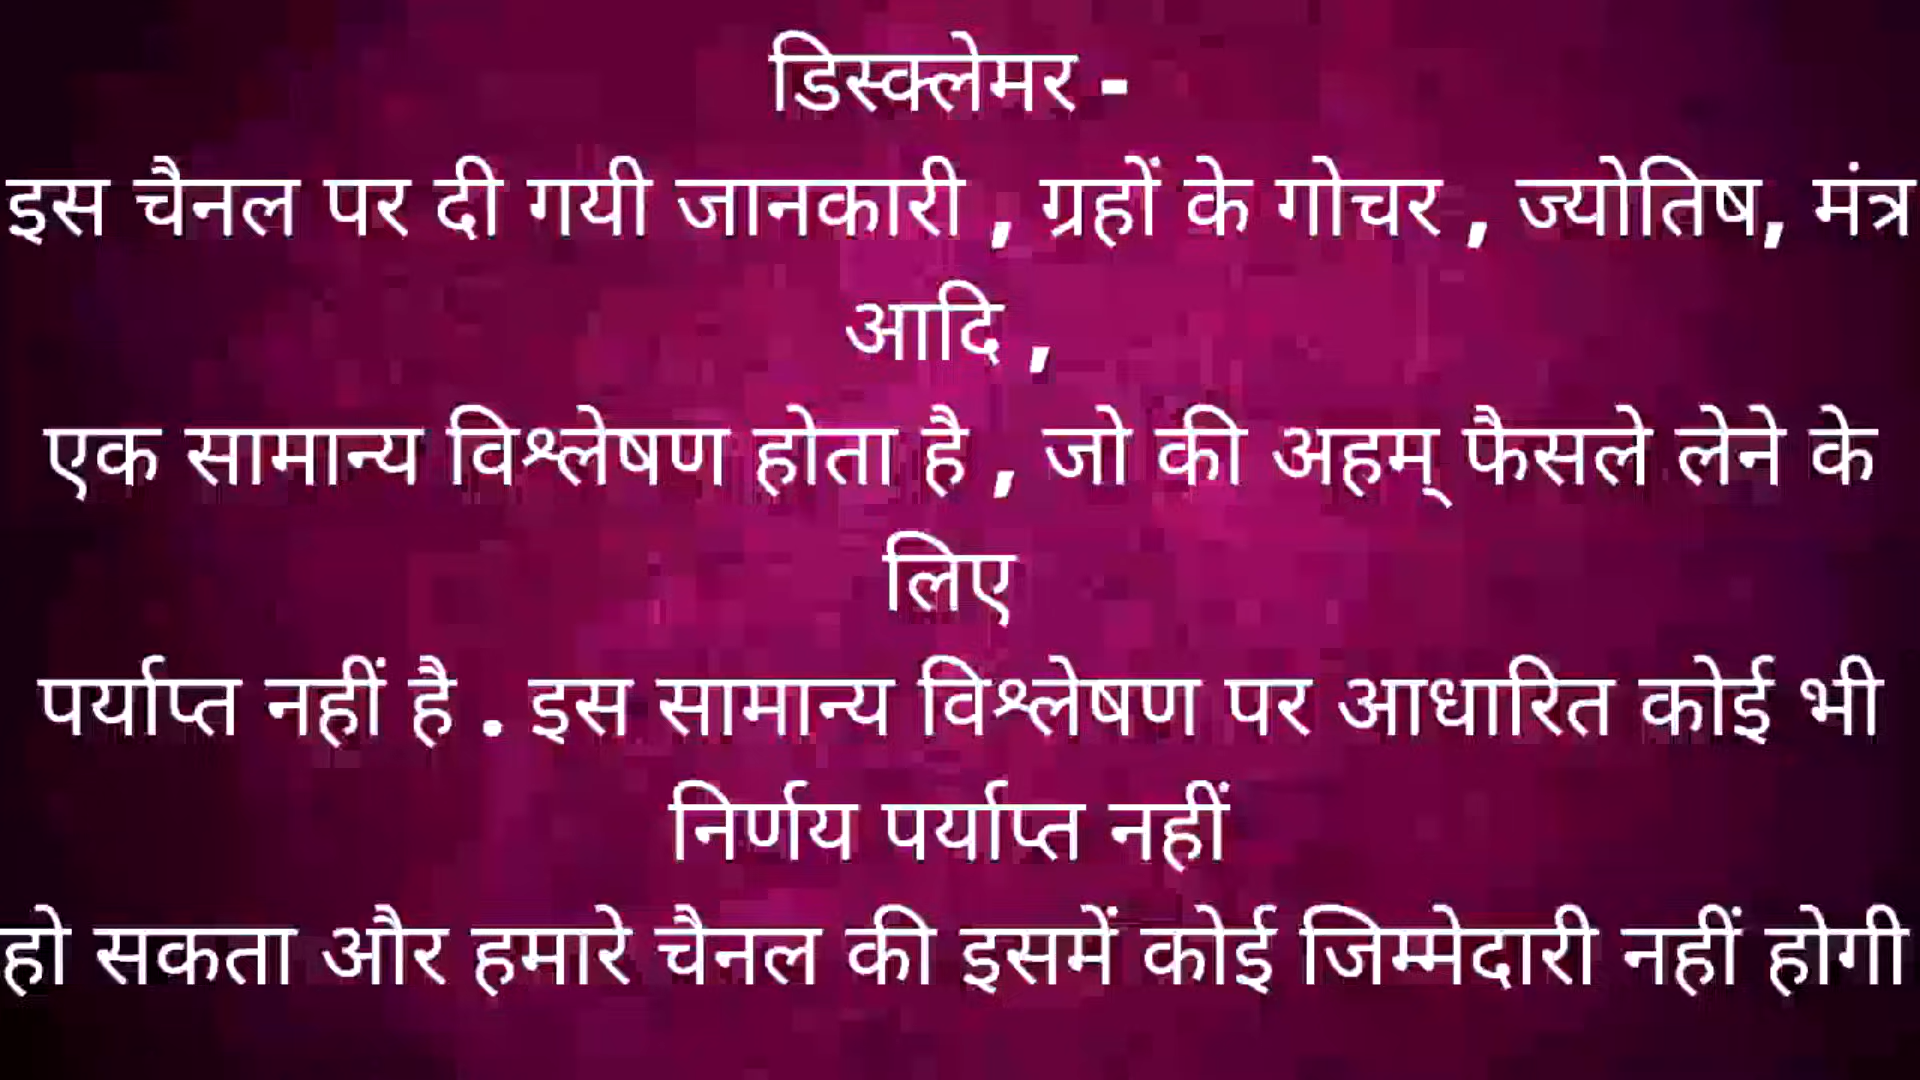 डिस्क्लेमर -
इस चैनल पर दी गयी जानकारी , ग्रहों के गोचर , ज्योतिष, मंत्र
आदि ,
एक सामान्य विश्लेषण होता है , जो की अहम् फैसले लेने के
लिए
पर्याप्त नहीं है . इस सामान्य विश्लेषण पर आधारित कोई भी
निर्णय पर्याप्त नहीं
हो सकता और हमारे चैनल की इसमें कोई जिम्मेदारी नहीं होगी